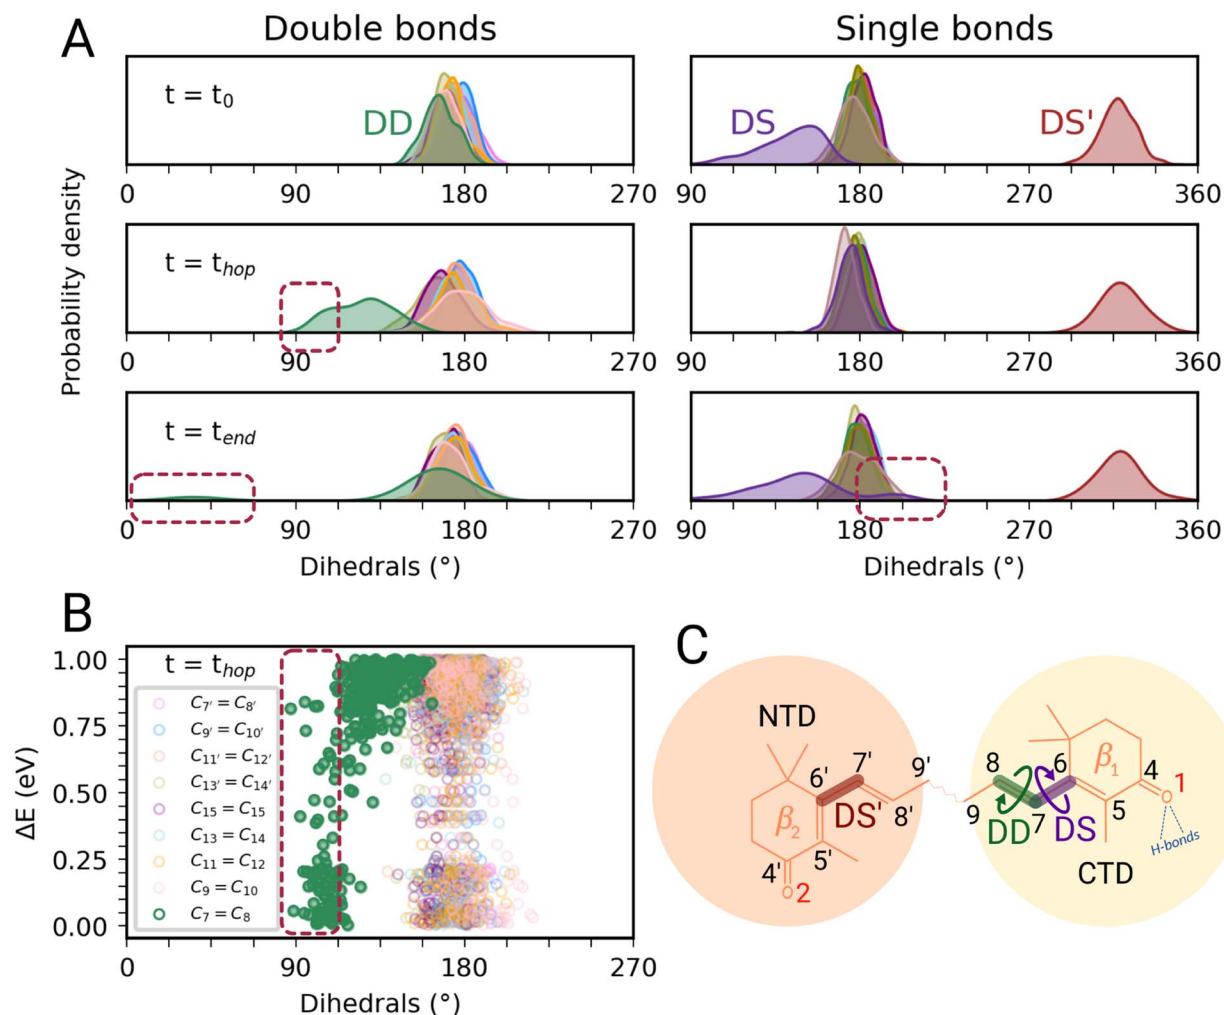 A
Double bonds
Single bonds
Probability density
t = t₀
DD
0 90 180 270
DS
DS'
90 180 270 360
t = t_hop
0 90 180 270
90 180 270 360
t = t_end
0 90 180 270
Dihedrals (°)
90 180 270 360
Dihedrals (°)
B
ΔE (eV)
1.00
0.75
0.50
0.25
0.00
t = t_hop
C₇' = C₈'
C₉' = C₁₀'
C₁₁' = C₁₂'
C₁₃' = C₁₄'
C₁₅ = C₁₅
C₁₃ = C₁₄
C₁₁ = C₁₂
C₉ = C₁₀
C₇ = C₈
0 90 180 270
Dihedrals (°)
C
NTD
6'
7'
9'
8'
DS'
β₂
5'
4'
O
2
8
9
7
6
DD
DS
β₁
4
5
O
1
H-bonds
CTD